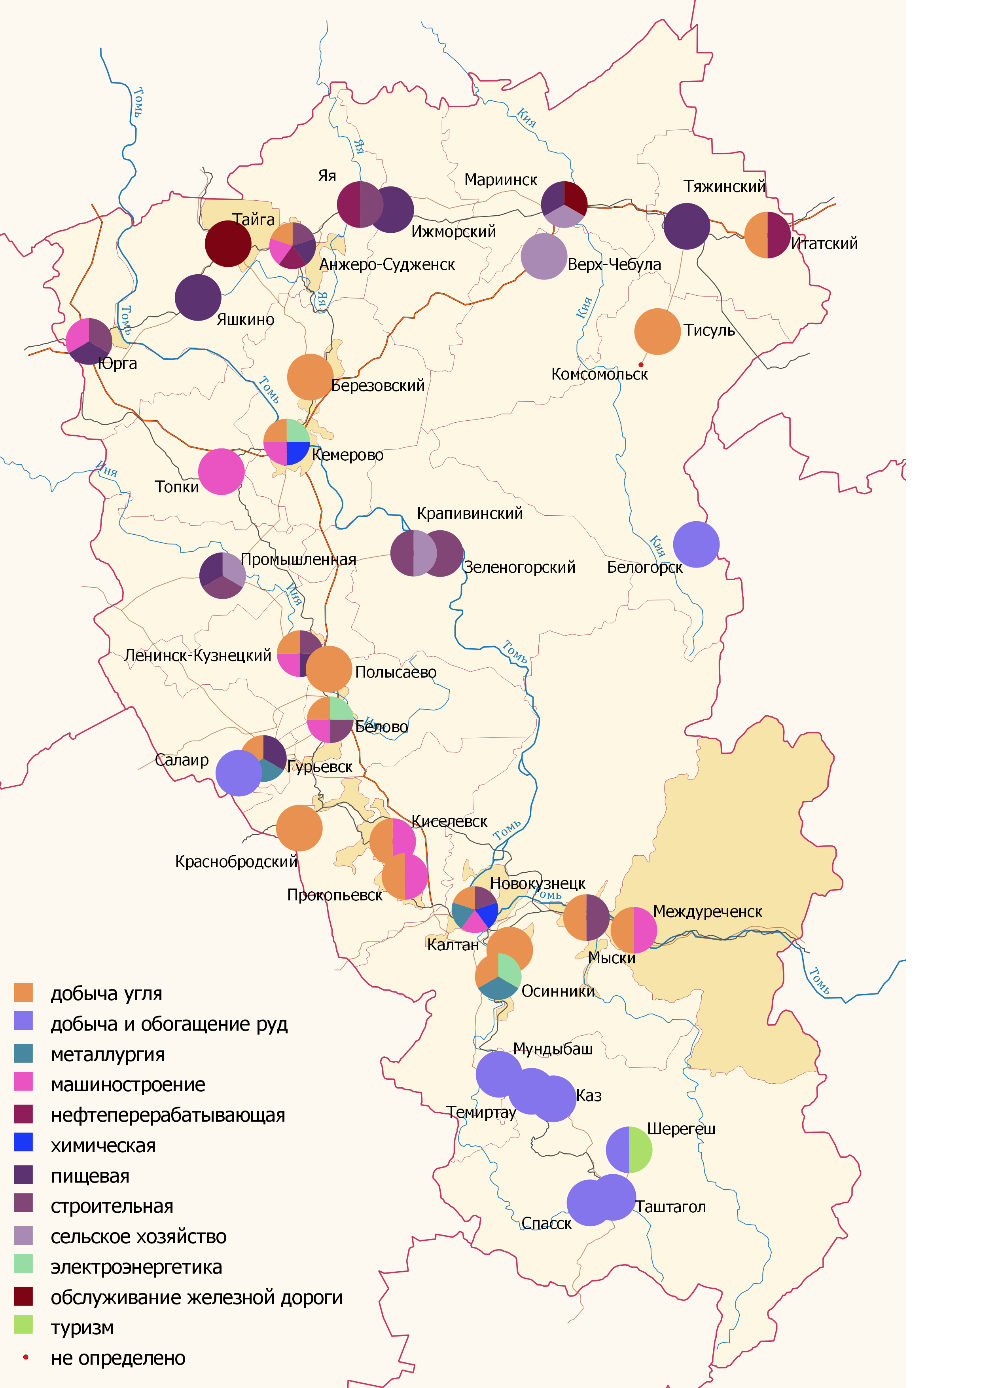 Томь
Кия
Яя
Яя
Мариинск
Тяжинский
Тайга
Ижморский
Итатский
Анжеро-Судженск
Верх-Чебула
Яя
Кия
Яшкино
Томь
Тисуль
Юрга
Комсомольск
Березовский
Томь
Кемерово
Иня
Топки
Крапивинский
Кия
Промышленная
Зеленогорский
Белогорск
Иня
Томь
Ленинск-Кузнецкий
Полысаево
Иня
Белово
Салаир
Гурьевск
Киселевск
Томь
Краснобродский
Новокузнецк
Прокопьевск
Томь
Междуреченск
Калтан
Мыски
Томь
Осинники
Мундыбаш
Каз
Темиртау
Шерегеш
Таштагол
Спасск
добыча угля
добыча и обогащение руд
металлургия
машиностроение
нефтеперерабатывающая
химическая
пищевая
строительная
сельское хозяйство
электроэнергетика
обслуживание железной дороги
туризм
не определено